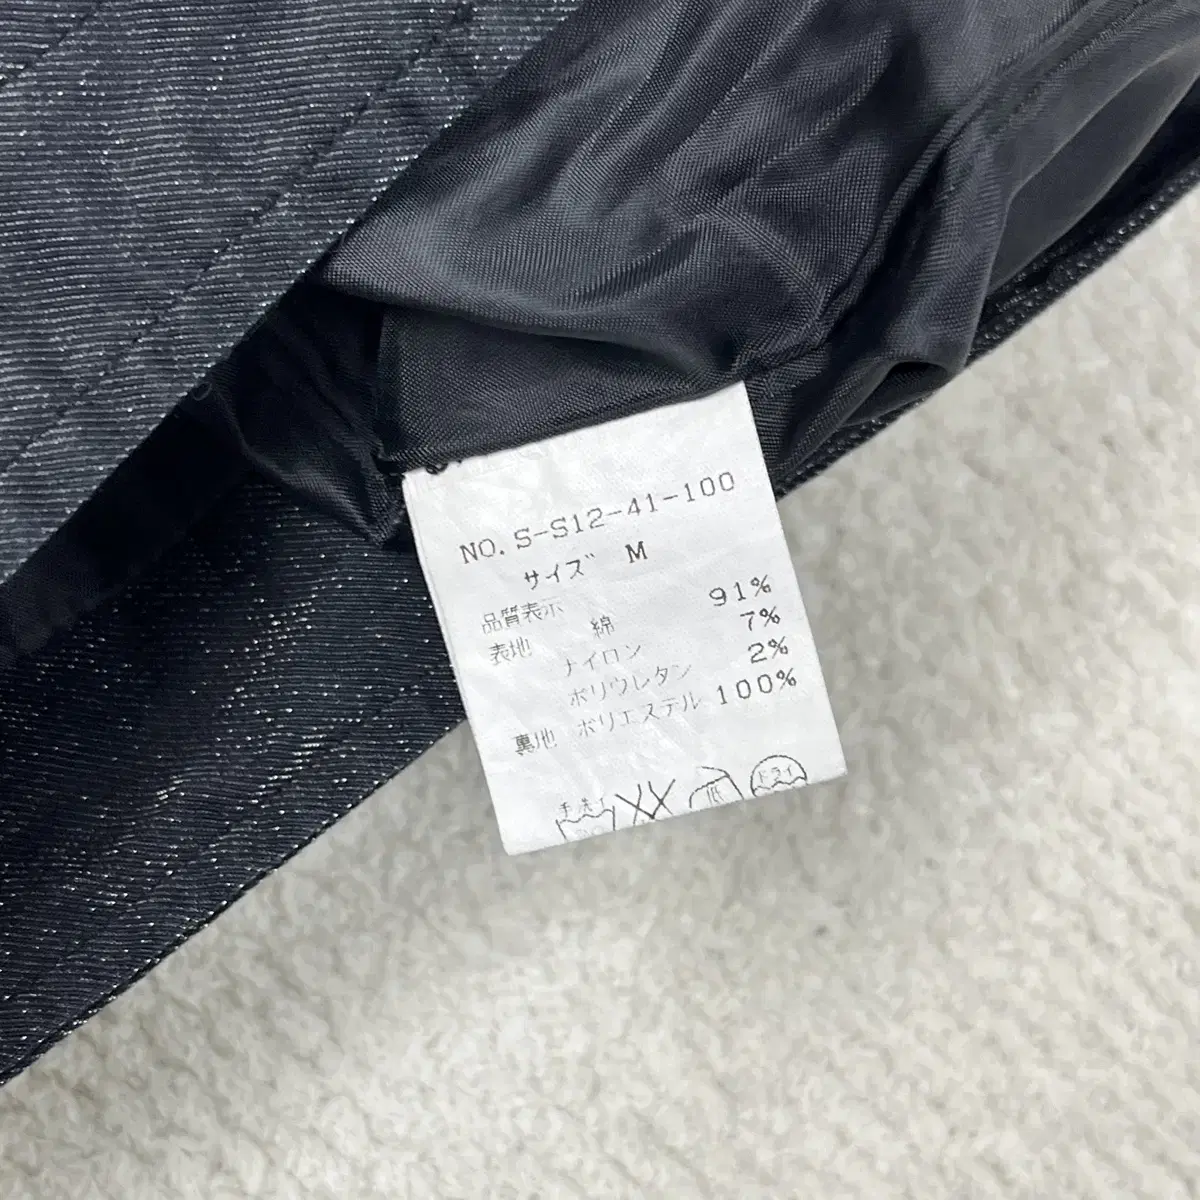 NO. S-S12-41-100
サイズ M
品質表示
表地 綿 91%
ナイロン 7%
ポリウレタン 2%
裏地 ポリエステル 100%
手洗イ 低 ドライ